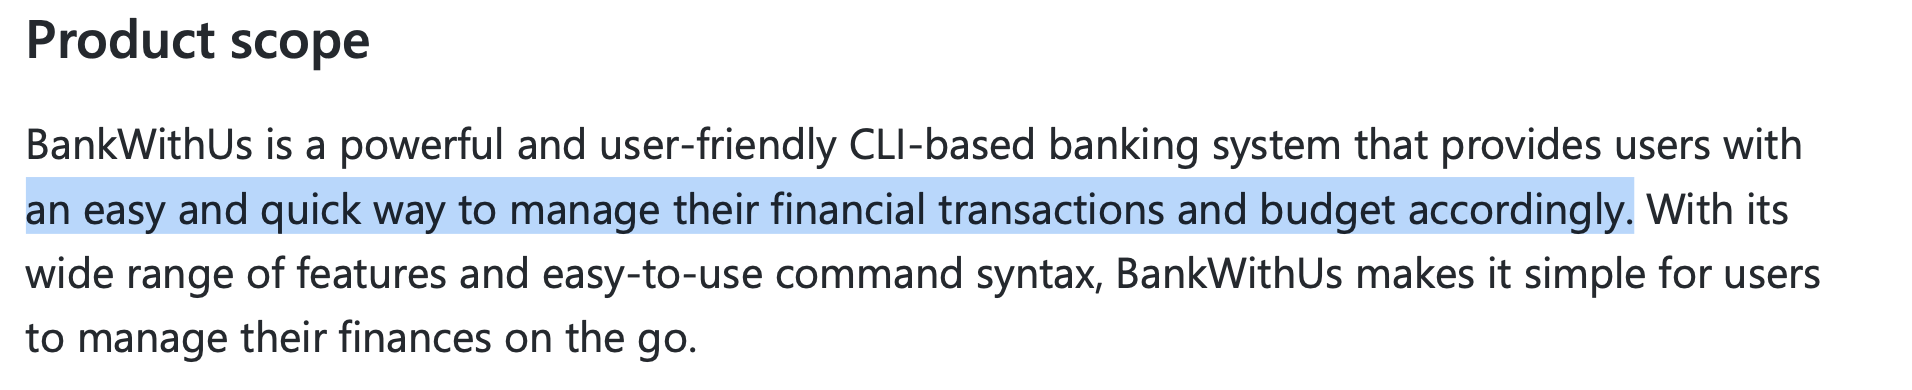 Product scope
BankWithUs is a powerful and user-friendly CLI-based banking system that provides users with
an easy and quick way to manage their financial transactions and budget accordingly. With its
wide range of features and easy-to-use command syntax, BankWithUs makes it simple for users
to manage their finances on the go.